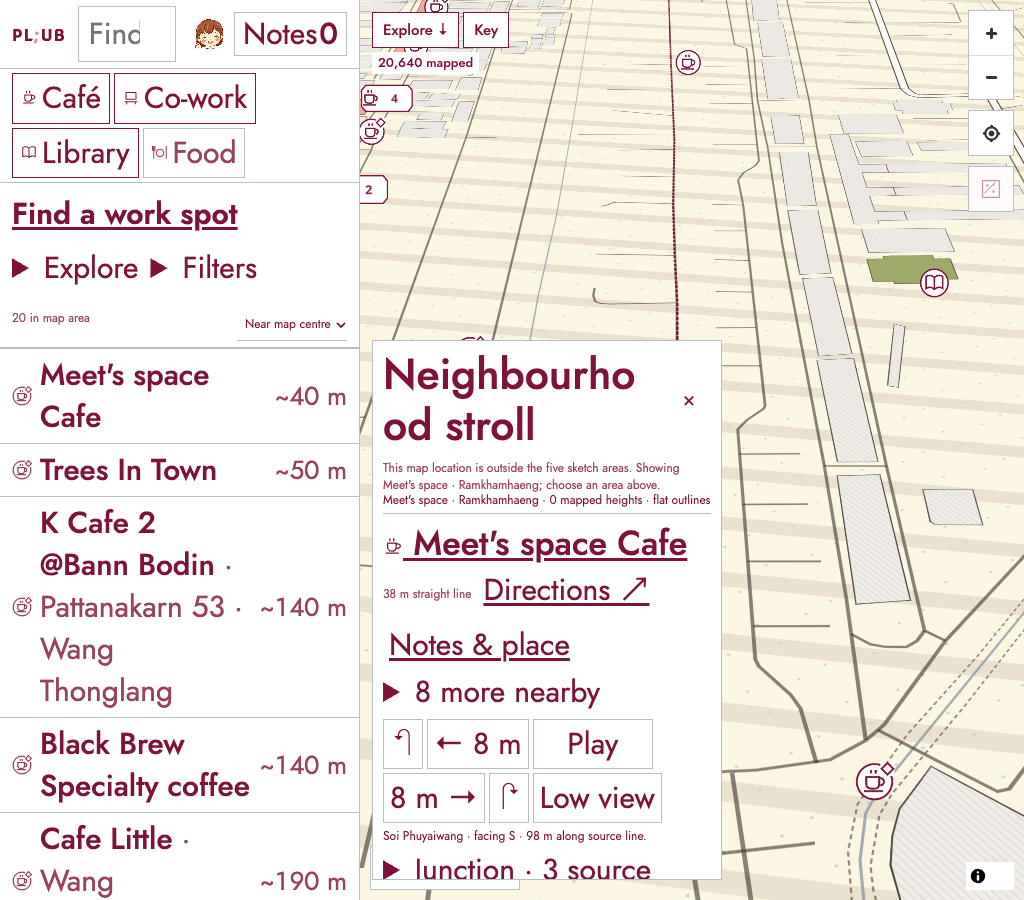 PL;UB
Find
Notes 0
Café
Co-work
Library
Food
Find a work spot
▶ Explore ▶ Filters
20 in map area
Near map centre
Meet's space
Cafe
~40 m
Trees In Town
~50 m
K Cafe 2
@Bann Bodin ·
Pattanakarn 53 ·
Wang
Thonglang
~140 m
Black Brew
Specialty coffee
~140 m
Cafe Little ·
Wang
~190 m
Explore ↓
Key
20,640 mapped
4
2
+
−
Neighbourho
od stroll
×
This map location is outside the five sketch areas. Showing
Meet's space · Ramkhamhaeng; choose an area above.
Meet's space · Ramkhamhaeng · 0 mapped heights · flat outlines
Meet's space Cafe
38 m straight line
Directions ↗
Notes & place
▶ 8 more nearby
← 8 m
Play
8 m →
Low view
Soi Phuyaiwang · facing S · 98 m along source line.
▶ Junction · 3 source